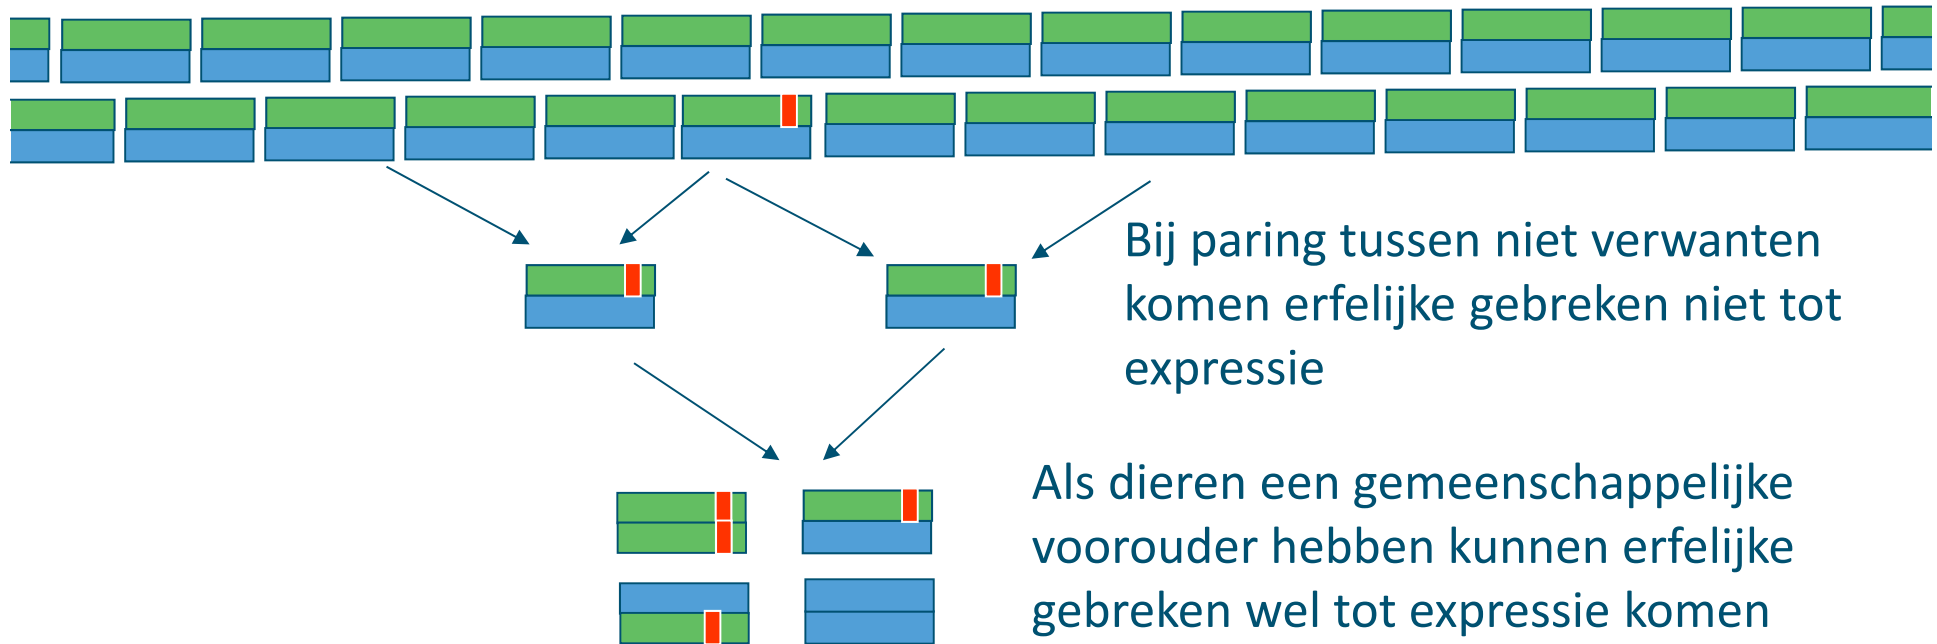 Bij paring tussen niet verwanten
komen erfelijke gebreken niet tot
expressie
Als dieren een gemeenschappelijke
voorouder hebben kunnen erfelijke
gebreken wel tot expressie komen